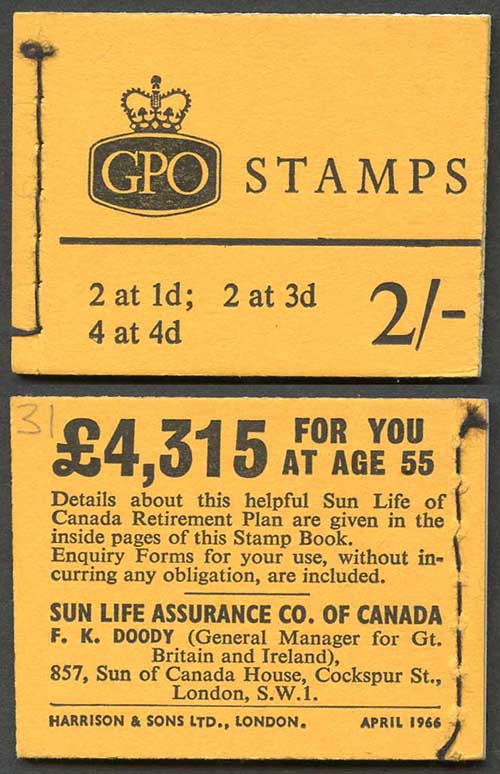 GPO STAMPS
2 at 1d; 2 at 3d
4 at 4d
2/-
31
£4,315 FOR YOU
AT AGE 55
Details about this helpful Sun Life of
Canada Retirement Plan are given in the
inside pages of this Stamp Book.
Enquiry Forms for your use, without in-
curring any obligation, are included.
SUN LIFE ASSURANCE CO. OF CANADA
F. K. DOODY (General Manager for Gt.
Britain and Ireland),
857, Sun of Canada House, Cockspur St.,
London, S.W.1.
HARRISON & SONS LTD., LONDON. APRIL 1966